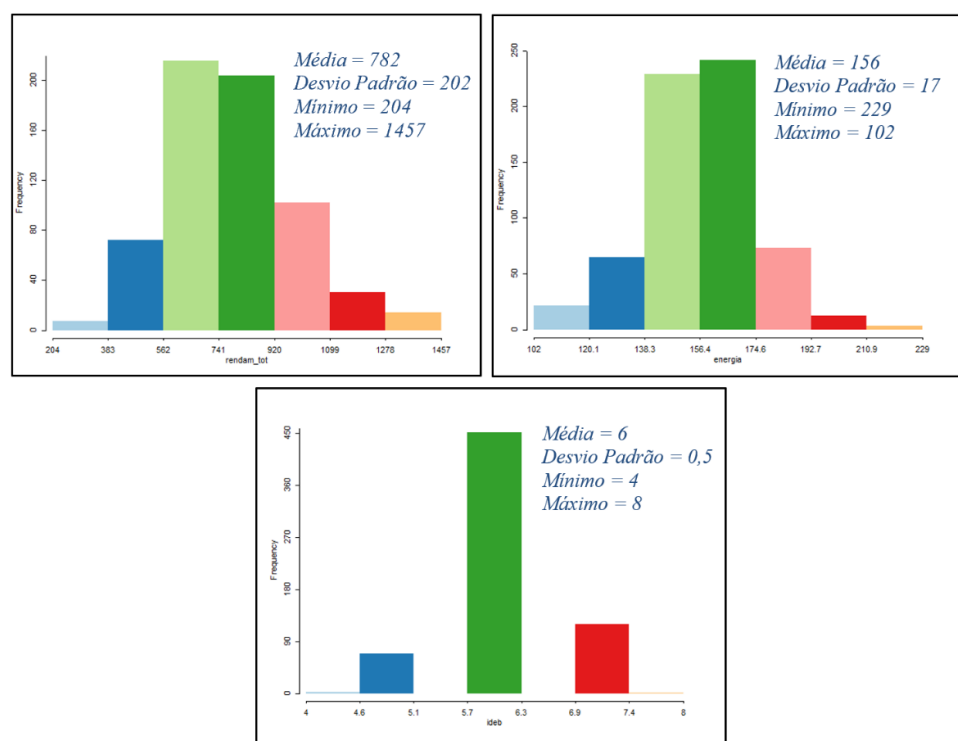 Média = 782
Desvio Padrão = 202
Mínimo = 204
Máximo = 1457
Frequency
0 40 80 120 160 200
204 383 562 741 920 1099 1278 1457
rendam_tot
Média = 156
Desvio Padrão = 17
Mínimo = 229
Máximo = 102
Frequency
0 50 100 150 200 250
102 120.1 138.3 156.4 174.6 192.7 210.9 229
energia
Média = 6
Desvio Padrão = 0,5
Mínimo = 4
Máximo = 8
Frequency
0 90 180 270 360 450
4 4.6 5.1 5.7 6.3 6.9 7.4 8
ideb